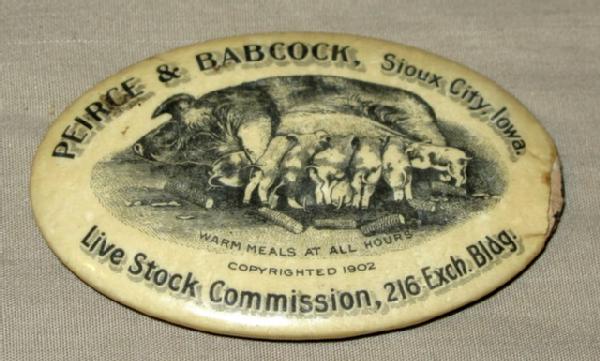 PEIRCE & BABCOCK, Sioux City, Iowa.
WARM MEALS AT ALL HOURS
COPYRIGHTED 1902
Live Stock Commission, 216 Exch. Bldg.